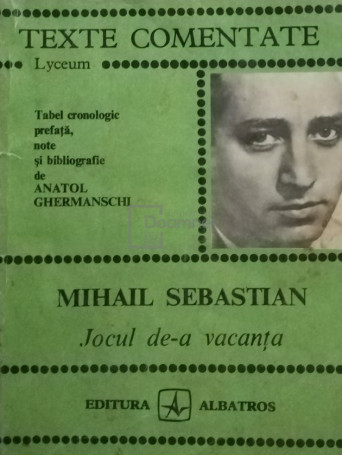 TEXTE COMENTATE
Lyceum
Tabel cronologic
prefață,
note
și bibliografie
de
ANATOL
GHERMANSCHI
MIHAIL SEBASTIAN
Jocul de-a vacanța
EDITURA ALBATROS